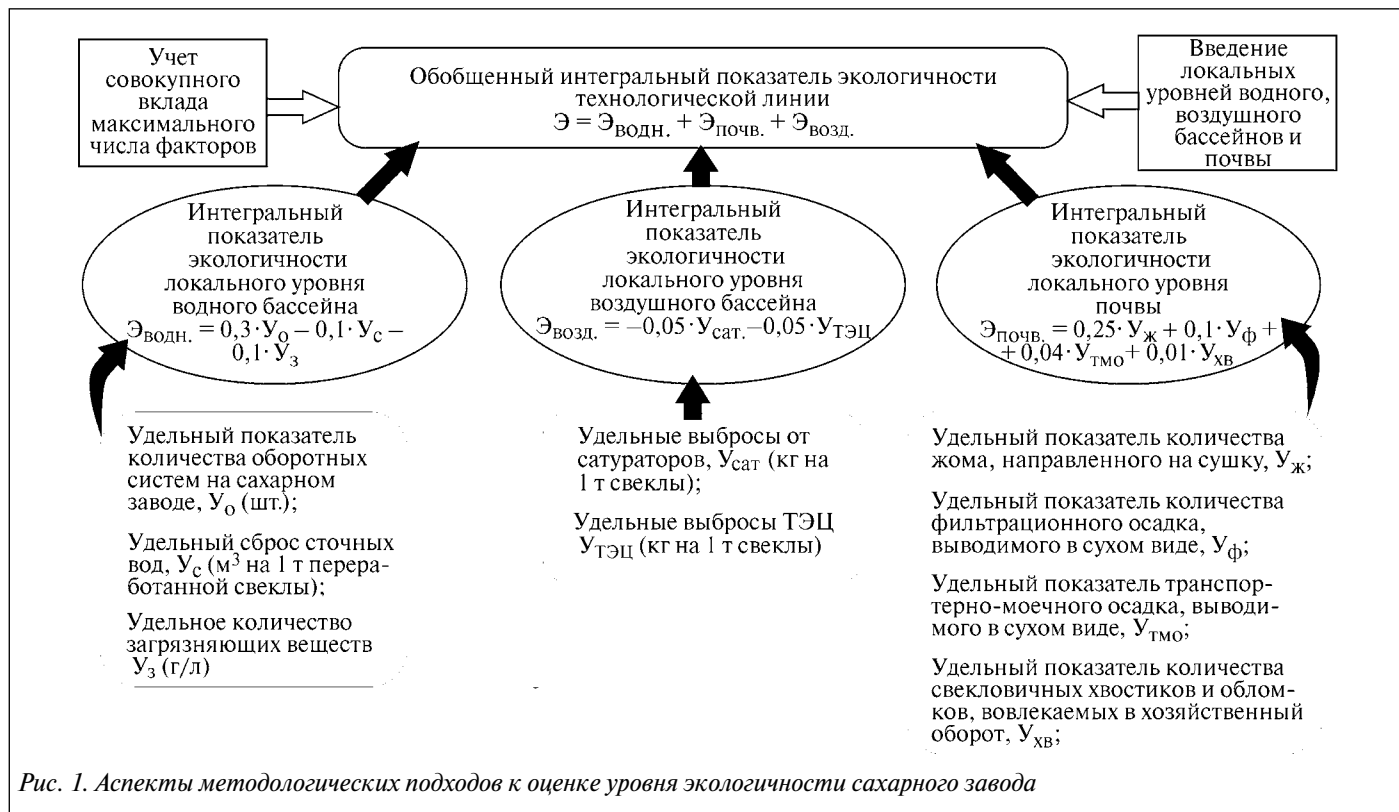 Учет
совокупного
вклада
максимального
числа факторов
Обобщенный интегральный показатель экологичности
технологической линии
Э = Эводн. + Эпочв. + Эвозд.
Введение
локальных
уровней водного,
воздушного
бассейнов и
почвы
Интегральный
показатель
экологичности
локального уровня
водного бассейна
Эводн. = 0,3·Уо – 0,1·Ус –
0,1·Уз
Интегральный
показатель
экологичности
локального уровня
воздушного бассейна
Эвозд. = –0,05·Усат.–0,05·УТЭЦ
Интегральный
показатель
экологичности
локального уровня
почвы
Эпочв. = 0,25·Уж + 0,1·Уф +
+ 0,04·Утмо + 0,01·Ухв
Удельный показатель
количества оборотных
систем на сахарном
заводе, Уо (шт.);
Удельный сброс сточных
вод, Ус (м³ на 1 т перера-
ботанной свеклы);
Удельное количество
загрязняющих веществ
Уз (г/л)
Удельные выбросы от
сатураторов, Усат (кг на
1 т свеклы);
Удельные выбросы ТЭЦ
УТЭЦ (кг на 1 т свеклы)
Удельный показатель количества
жома, направленного на сушку, Уж;
Удельный показатель количества
фильтрационного осадка,
выводимого в сухом виде, Уф;
Удельный показатель транспор-
терно-моечного осадка, выводи-
мого в сухом виде, Утмо;
Удельный показатель количества
свекловичных хвостиков и облом-
ков, вовлекаемых в хозяйственный
оборот, Ухв;
Рис. 1. Аспекты методологических подходов к оценке уровня экологичности сахарного завода